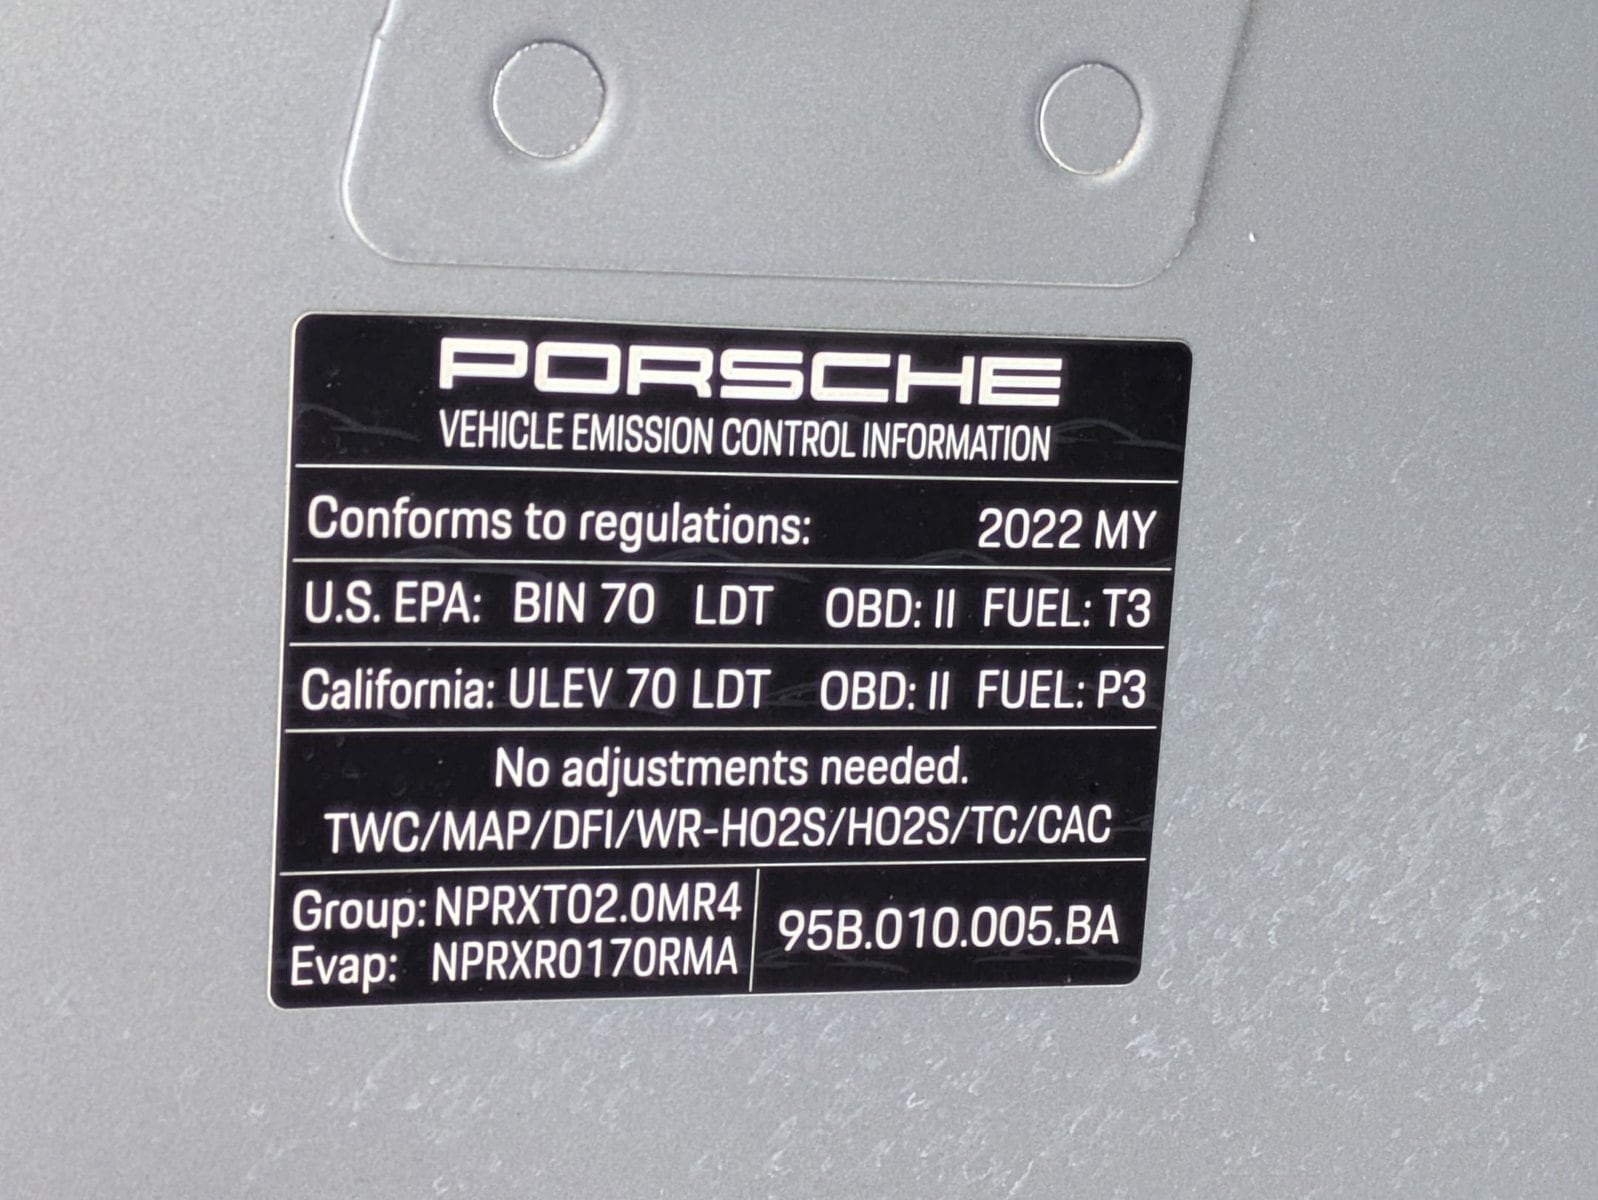 PORSCHE
VEHICLE EMISSION CONTROL INFORMATION
Conforms to regulations: 2022 MY
U.S. EPA: BIN 70 LDT OBD: II FUEL: T3
California: ULEV 70 LDT OBD: II FUEL: P3
No adjustments needed.
TWC/MAP/DFI/WR-HO2S/HO2S/TC/CAC
Group: NPRXT02.0MR4
Evap: NPRXR0170RMA
95B.010.005.BA